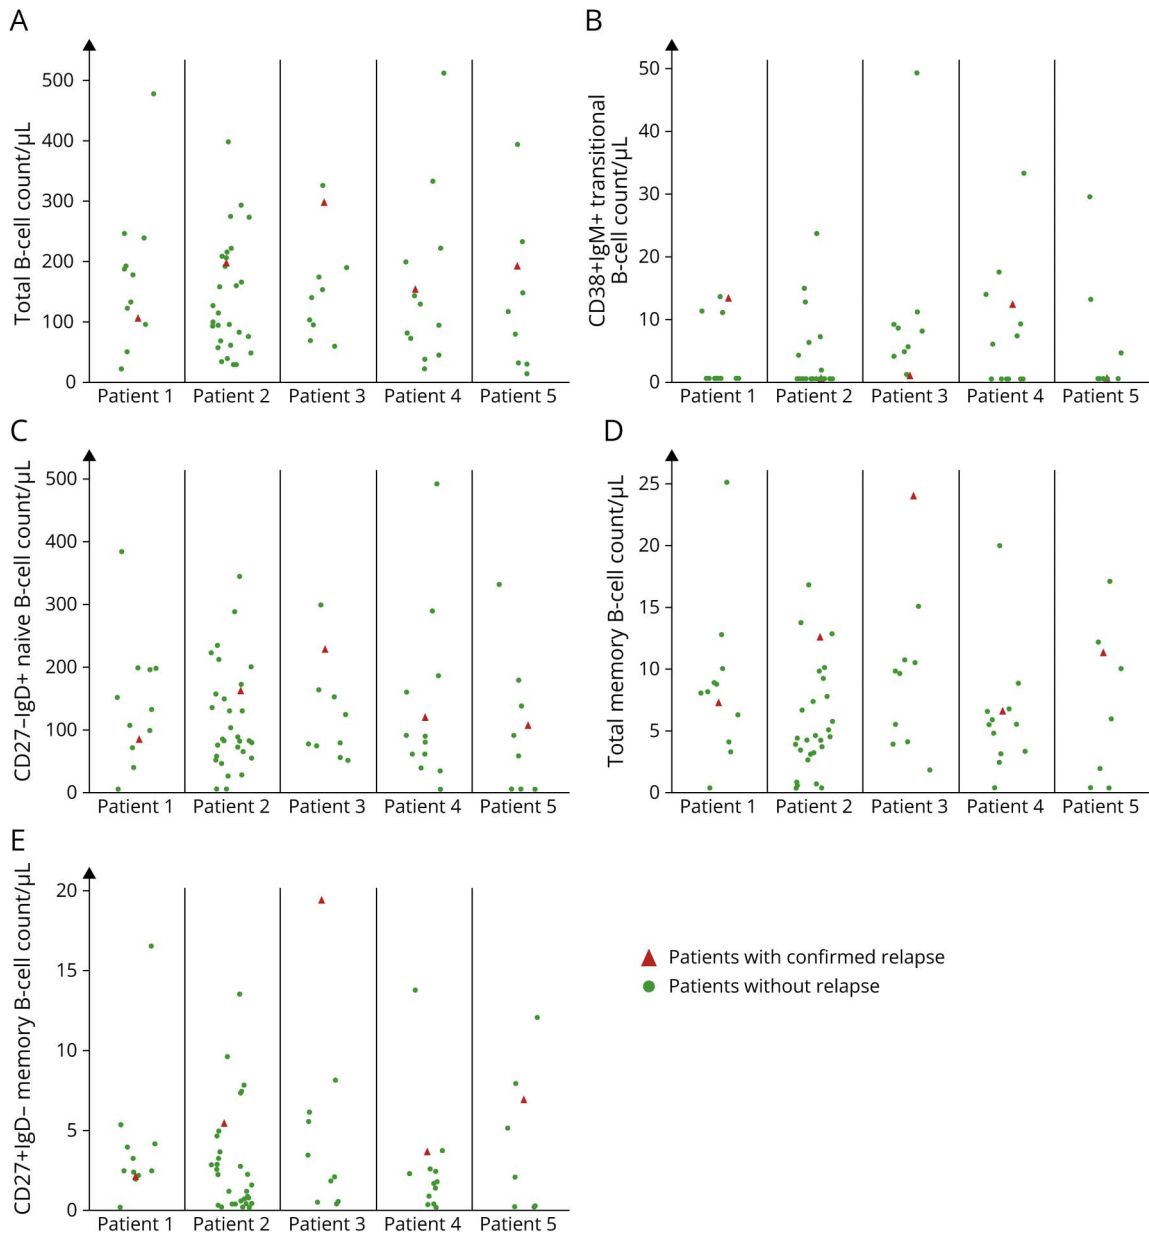 A
Total B-cell count/μL
500
400
300
200
100
0
Patient 1 Patient 2 Patient 3 Patient 4 Patient 5
B
CD38+IgM+ transitional
B-cell count/μL
50
40
30
20
10
0
Patient 1 Patient 2 Patient 3 Patient 4 Patient 5
C
CD27−IgD+ naive B-cell count/μL
500
400
300
200
100
0
Patient 1 Patient 2 Patient 3 Patient 4 Patient 5
D
Total memory B-cell count/μL
25
20
15
10
5
0
Patient 1 Patient 2 Patient 3 Patient 4 Patient 5
E
CD27+IgD− memory B-cell count/μL
20
15
10
5
0
Patient 1 Patient 2 Patient 3 Patient 4 Patient 5
Patients with confirmed relapse
Patients without relapse